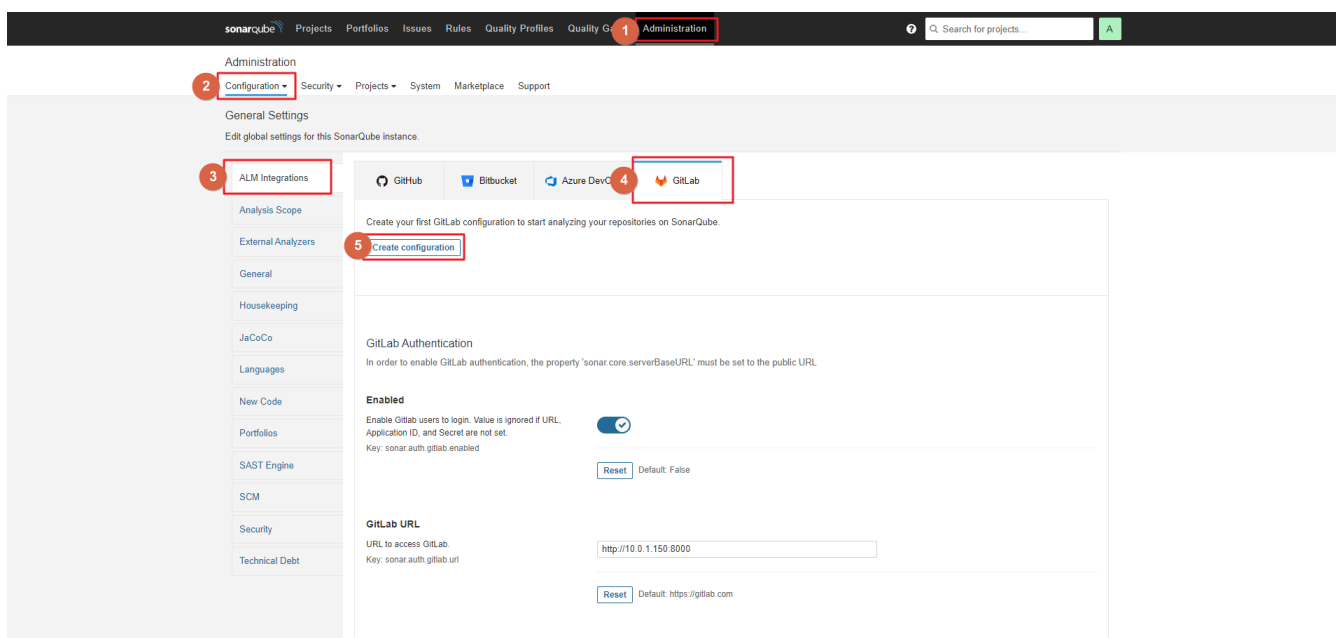 sonarqube Projects Portfolios Issues Rules Quality Profiles Quality Ga 1 Administration ? Search for projects... A
Administration
2 Configuration Security Projects System Marketplace Support
General Settings
Edit global settings for this SonarQube instance.
3 ALM Integrations
GitHub Bitbucket Azure DevO 4 GitLab
Analysis Scope
Create your first GitLab configuration to start analyzing your repositories on SonarQube.
External Analyzers
5 Create configuration
General
Housekeeping
JaCoCo
GitLab Authentication
In order to enable GitLab authentication, the property 'sonar.core.serverBaseURL' must be set to the public URL
Languages
New Code
Enabled
Enable Gitlab users to login. Value is ignored if URL,
Application ID, and Secret are not set.
Key: sonar.auth.gitlab.enabled
Portfolios
SAST Engine
Reset Default: False
SCM
Security
GitLab URL
URL to access GitLab.
Key: sonar.auth.gitlab.url
http://10.0.1.150:8000
Technical Debt
Reset Default: https://gitlab.com